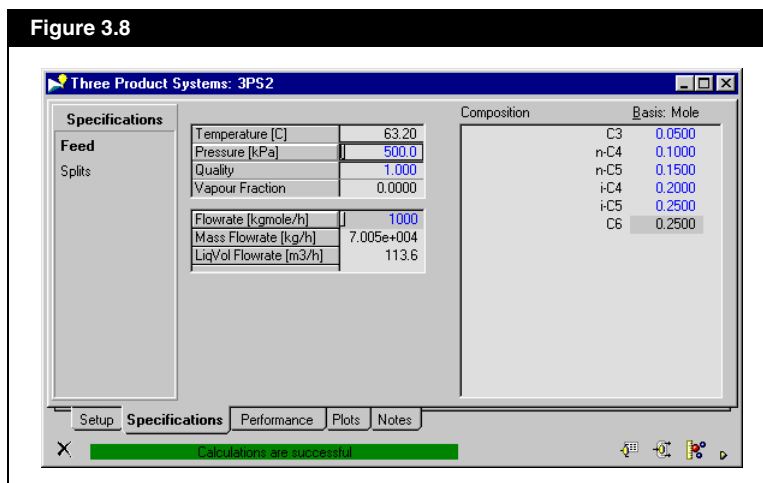 Figure 3.8
Three Product Systems: 3PS2
Specifications
Feed
Splits
Temperature [C] 63.20
Pressure [kPa] 500.0
Quality 1.000
Vapour Fraction 0.0000
Flowrate [kgmole/h] 1000
Mass Flowrate [kg/h] 7.005e+004
LiqVol Flowrate [m3/h] 113.6
Composition Basis: Mole
C3 0.0500
n-C4 0.1000
n-C5 0.1500
i-C4 0.2000
i-C5 0.2500
C6 0.2500
Setup Specifications Performance Plots Notes
Calculations are successful